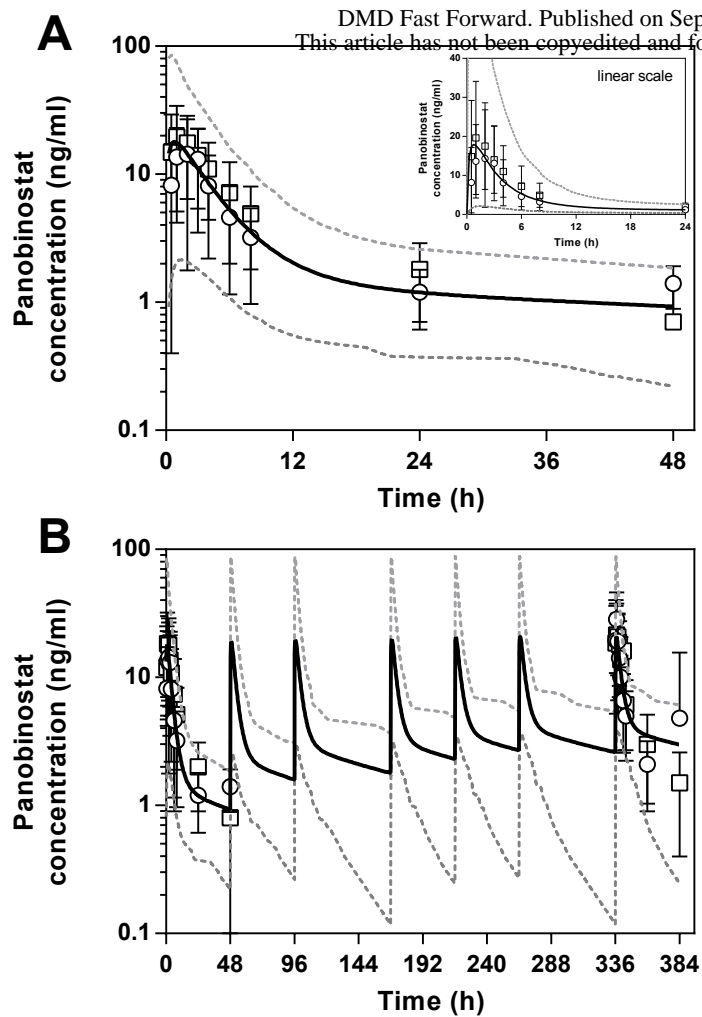 DMD Fast Forward. Published on Sep
This article has not been copyedited and fo
A
Panobinostat
concentration (ng/ml)
100
10
1
0.1
0 12 24 36 48
Time (h)
linear scale
Panobinostat
concentration (ng/ml)
40
30
20
10
0
0 6 12 18 24
Time (h)
B
Panobinostat
concentration (ng/ml)
100
10
1
0.1
0 48 96 144 192 240 288 336 384
Time (h)